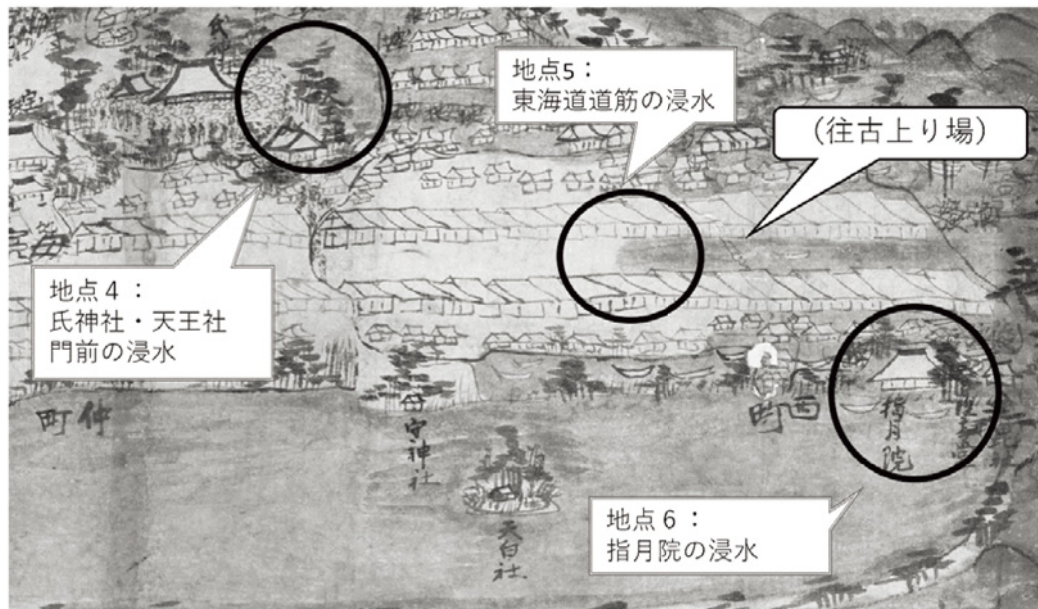 地点5：
東海道道筋の浸水
(往古上り場)
地点４：
氏神社・天王社
門前の浸水
仲町
守神社
天白社
西町
指月院
地点６：
指月院の浸水